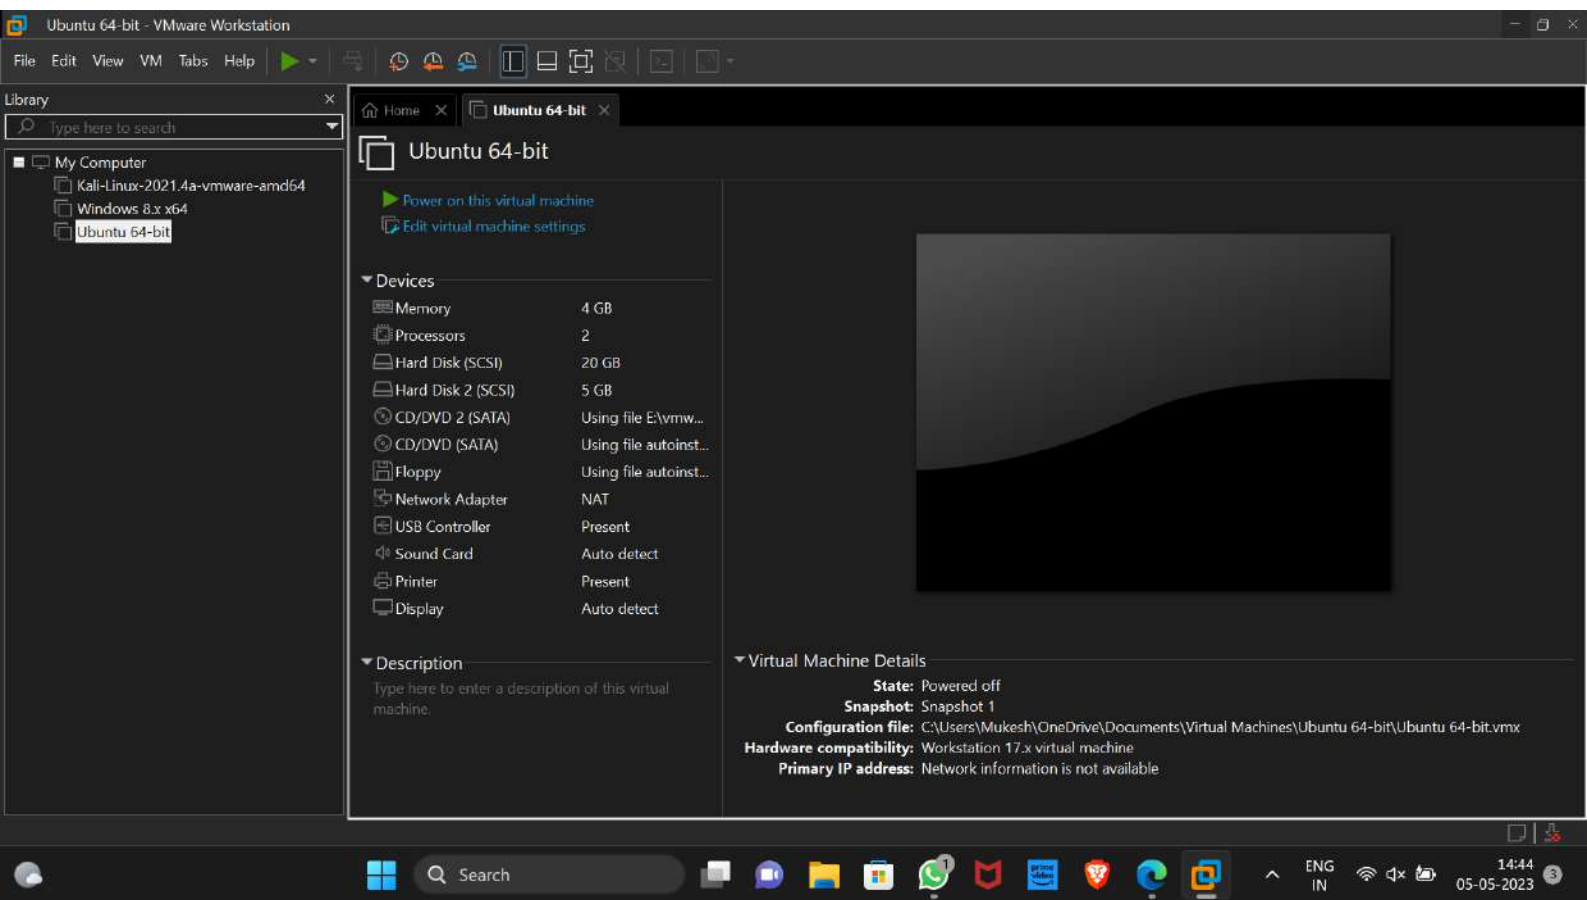 Ubuntu 64-bit - VMware Workstation
File Edit View VM Tabs Help
Library
Type here to search
My Computer
Kali-Linux-2021.4a-vmware-amd64
Windows 8.x x64
Ubuntu 64-bit
Home
Ubuntu 64-bit
Ubuntu 64-bit
Power on this virtual machine
Edit virtual machine settings
Devices
Memory 4 GB
Processors 2
Hard Disk (SCSI) 20 GB
Hard Disk 2 (SCSI) 5 GB
CD/DVD 2 (SATA) Using file E:\vmw...
CD/DVD (SATA) Using file autoinst...
Floppy Using file autoinst...
Network Adapter NAT
USB Controller Present
Sound Card Auto detect
Printer Present
Display Auto detect
Description
Type here to enter a description of this virtual
machine.
Virtual Machine Details
State: Powered off
Snapshot: Snapshot 1
Configuration file: C:\Users\Mukesh\OneDrive\Documents\Virtual Machines\Ubuntu 64-bit\Ubuntu 64-bit.vmx
Hardware compatibility: Workstation 17.x virtual machine
Primary IP address: Network information is not available
Search
1
prime video
ENG
IN
14:44
05-05-2023
3